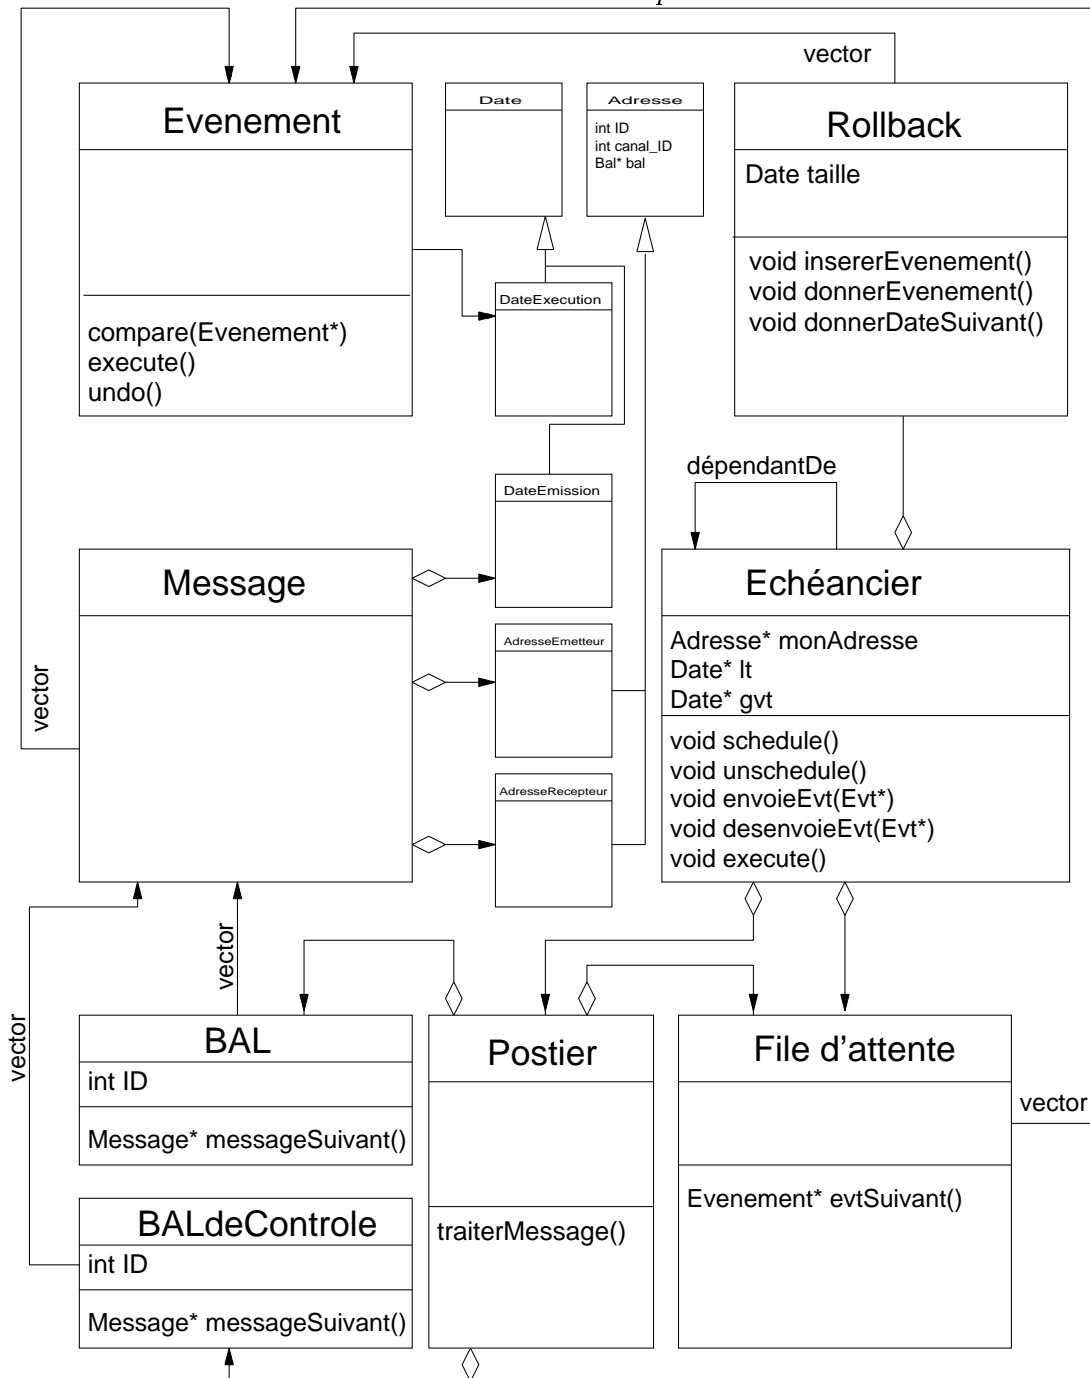 p
vector
Evenement
compare(Evenement*)
execute()
undo()
Date
Adresse
int ID
int canal_ID
Bal* bal
Rollback
Date taille
void insererEvenement()
void donnerEvenement()
void donnerDateSuivant()
DateExecution
DateEmission
dépendantDe
Message
AdresseEmetteur
AdresseRecepteur
Echéancier
Adresse* monAdresse
Date* lt
Date* gvt
void schedule()
void unschedule()
void envoieEvt(Evt*)
void desenvoieEvt(Evt*)
void execute()
vector
vector
vector
BAL
int ID
Message* messageSuivant()
Postier
traiterMessage()
File d'attente
Evenement* evtSuivant()
vector
BALdeControle
int ID
Message* messageSuivant()